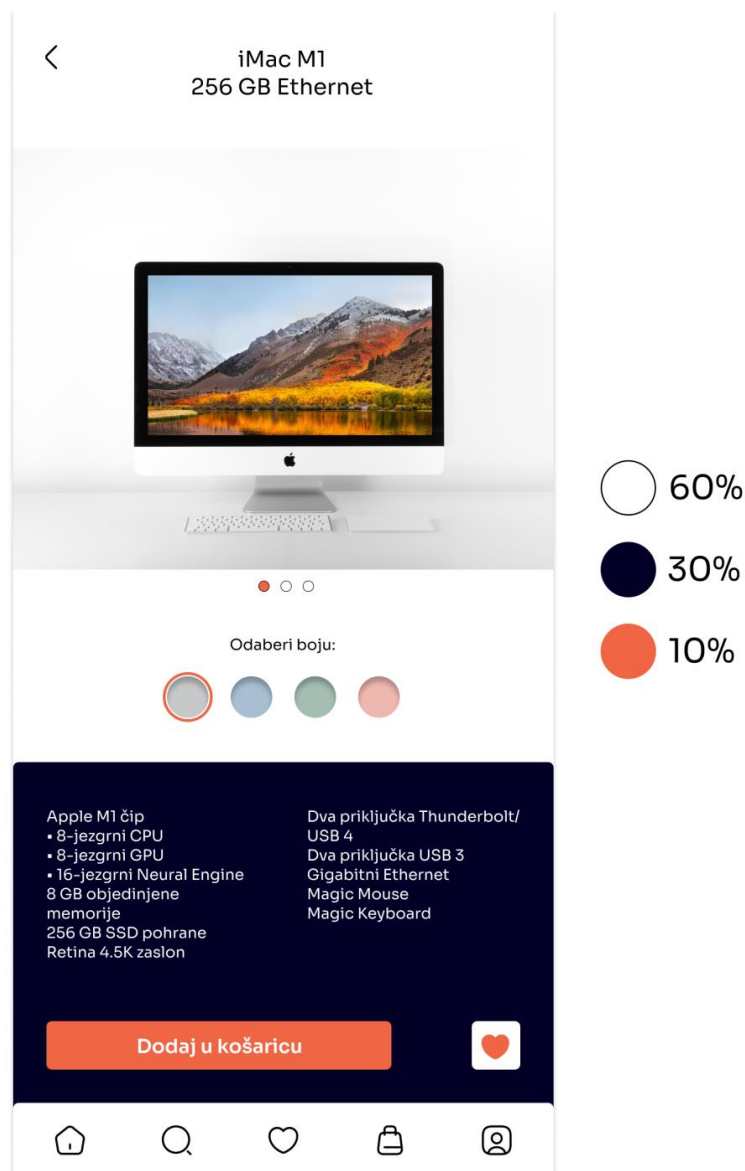 iMac M1
256 GB Ethernet
Odaberi boju:
Apple M1 čip
▪ 8-jezgrni CPU
▪ 8-jezgrni GPU
▪ 16-jezgrni Neural Engine
8 GB objedinjene
memorije
256 GB SSD pohrane
Retina 4.5K zaslon
Dva priključka Thunderbolt/
USB 4
Dva priključka USB 3
Gigabitni Ethernet
Magic Mouse
Magic Keyboard
Dodaj u košaricu
60%
30%
10%